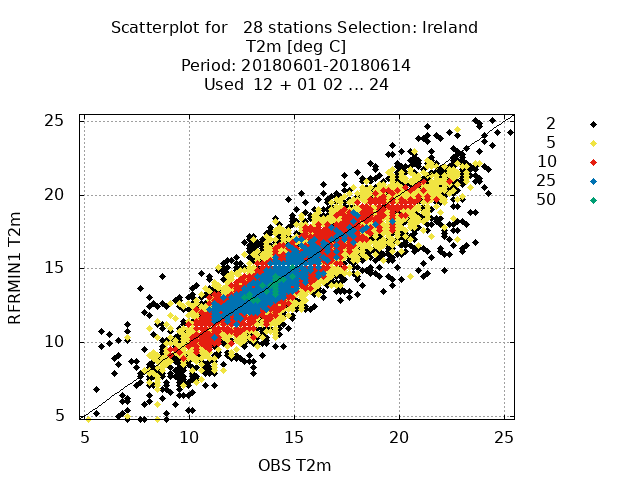 Scatterplot for   28 stations Selection: Ireland
T2m [deg C]
Period: 20180601-20180614
Used  12 + 01 02 ... 24
RFRMIN1 T2m
25
20
15
10
5
5 10 15 20 25
OBS T2m
2
5
10
25
50